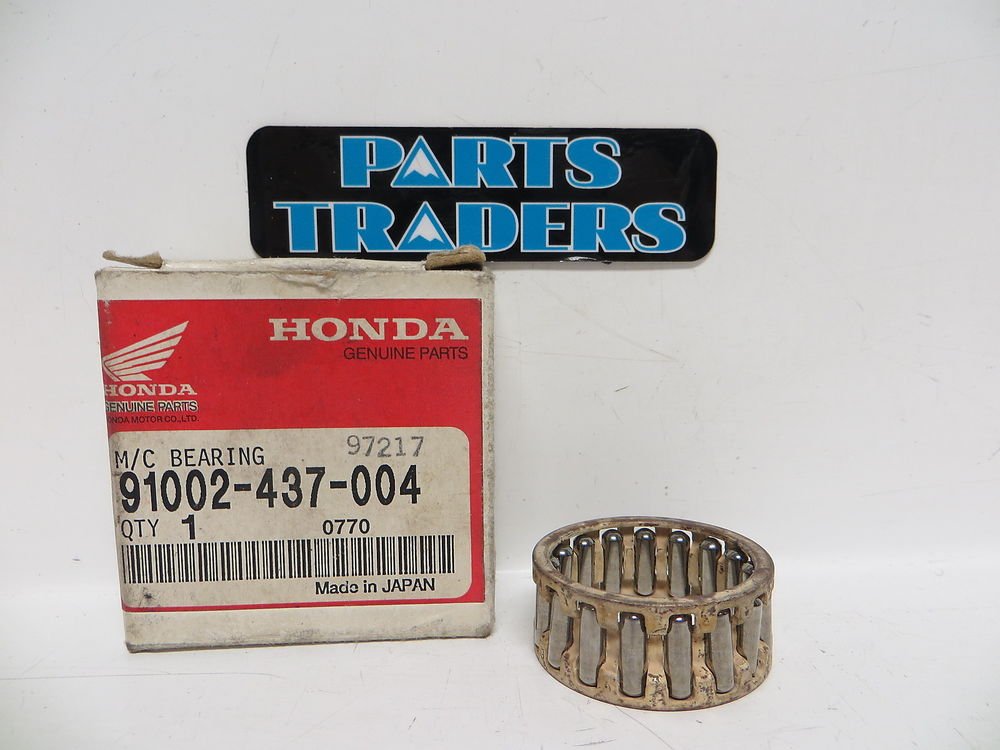 PARTS
TRADERS
HONDA
GENUINE PARTS
HONDA
GENUINE PARTS
HONDA MOTOR CO.,LTD.
M/C BEARING 97217
91002-437-004
QTY 1 0770
Made in JAPAN